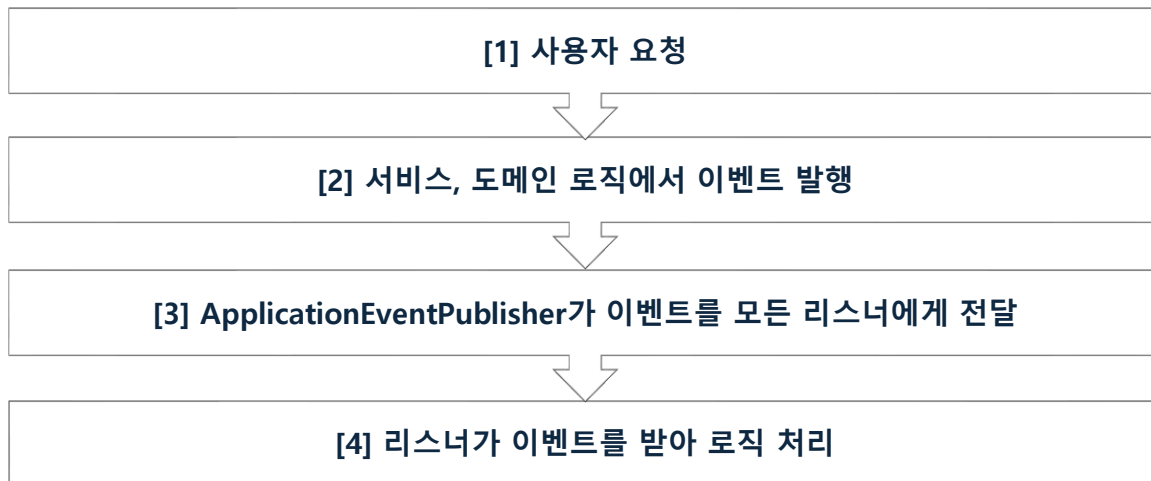 [1] 사용자 요청
[2] 서비스, 도메인 로직에서 이벤트 발행
[3] ApplicationEventPublisher가 이벤트를 모든 리스너에게 전달
[4] 리스너가 이벤트를 받아 로직 처리